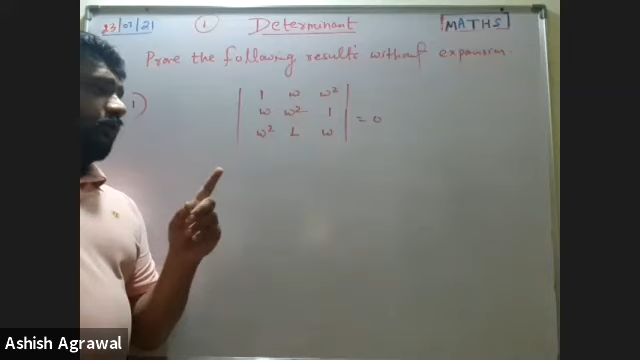 23/07/21 ① Determinant MATHS
Prove the following results without expansion.
1)
| 1 ω ω² |
| ω ω² 1 | = 0
| ω² 1 ω |
Ashish Agrawal